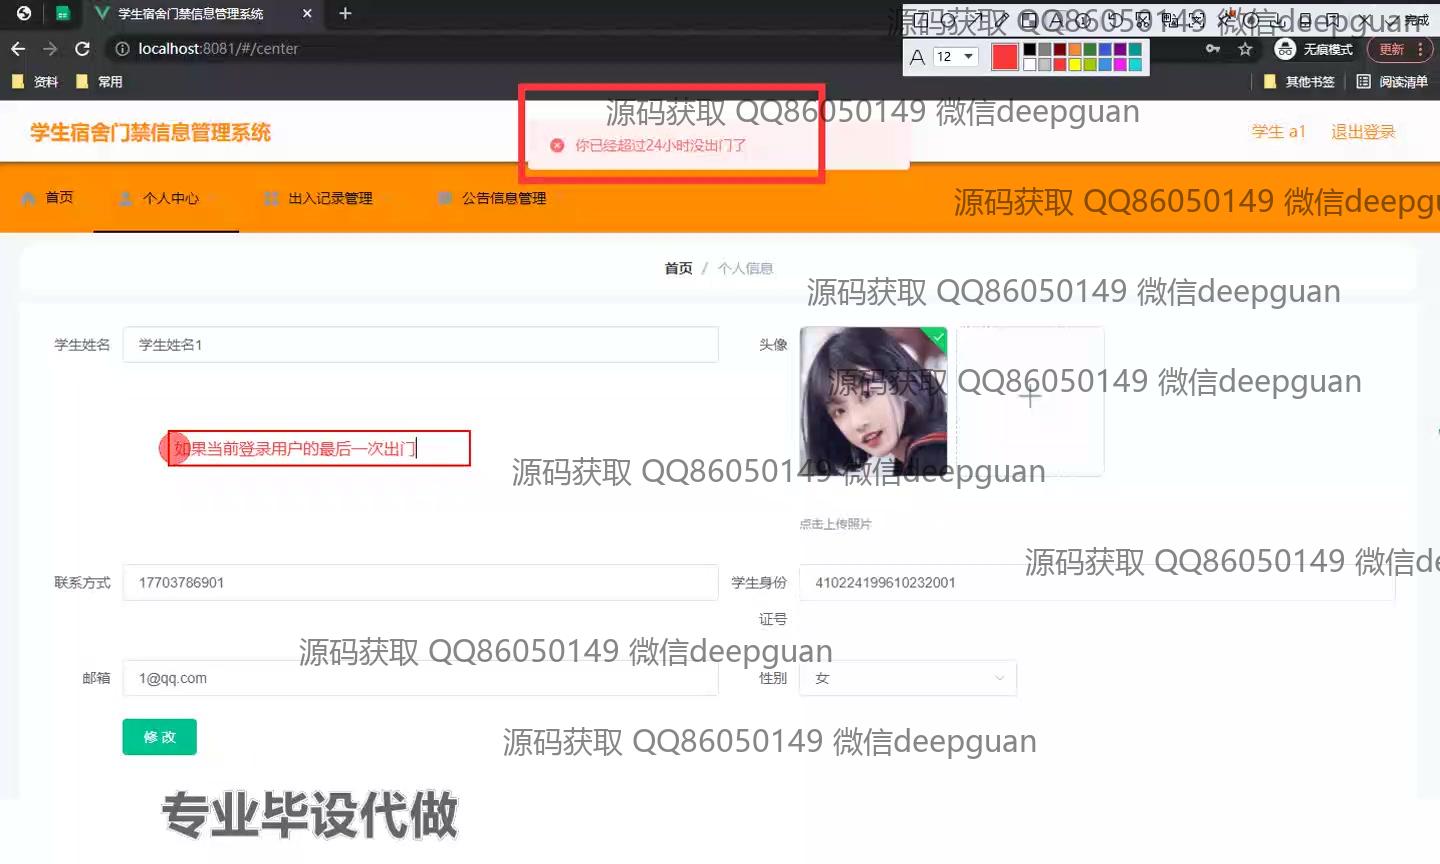 学生宿舍门禁信息管理系统
完成
localhost:8081/#/center
A 12
无痕模式
更新
资料
常用
其他书签
阅读清单
源码获取 QQ86050149 微信deepguan
源码获取 QQ86050149 微信deepguan
学生宿舍门禁信息管理系统
你已经超过24小时没出门了
学生 a1
退出登录
首页
个人中心
出入记录管理
公告信息管理
源码获取 QQ86050149 微信deepgu
首页 / 个人信息
源码获取 QQ86050149 微信deepguan
学生姓名
学生姓名1
头像
源码获取 QQ86050149 微信deepguan
如果当前登录用户的最后一次出门
源码获取 QQ86050149 微信deepguan
点击上传照片
联系方式
17703786901
学生身份
证号
410224199610232001
源码获取 QQ86050149 微信de
源码获取 QQ86050149 微信deepguan
邮箱
1@qq.com
性别
女
修改
源码获取 QQ86050149 微信deepguan
专业毕设代做